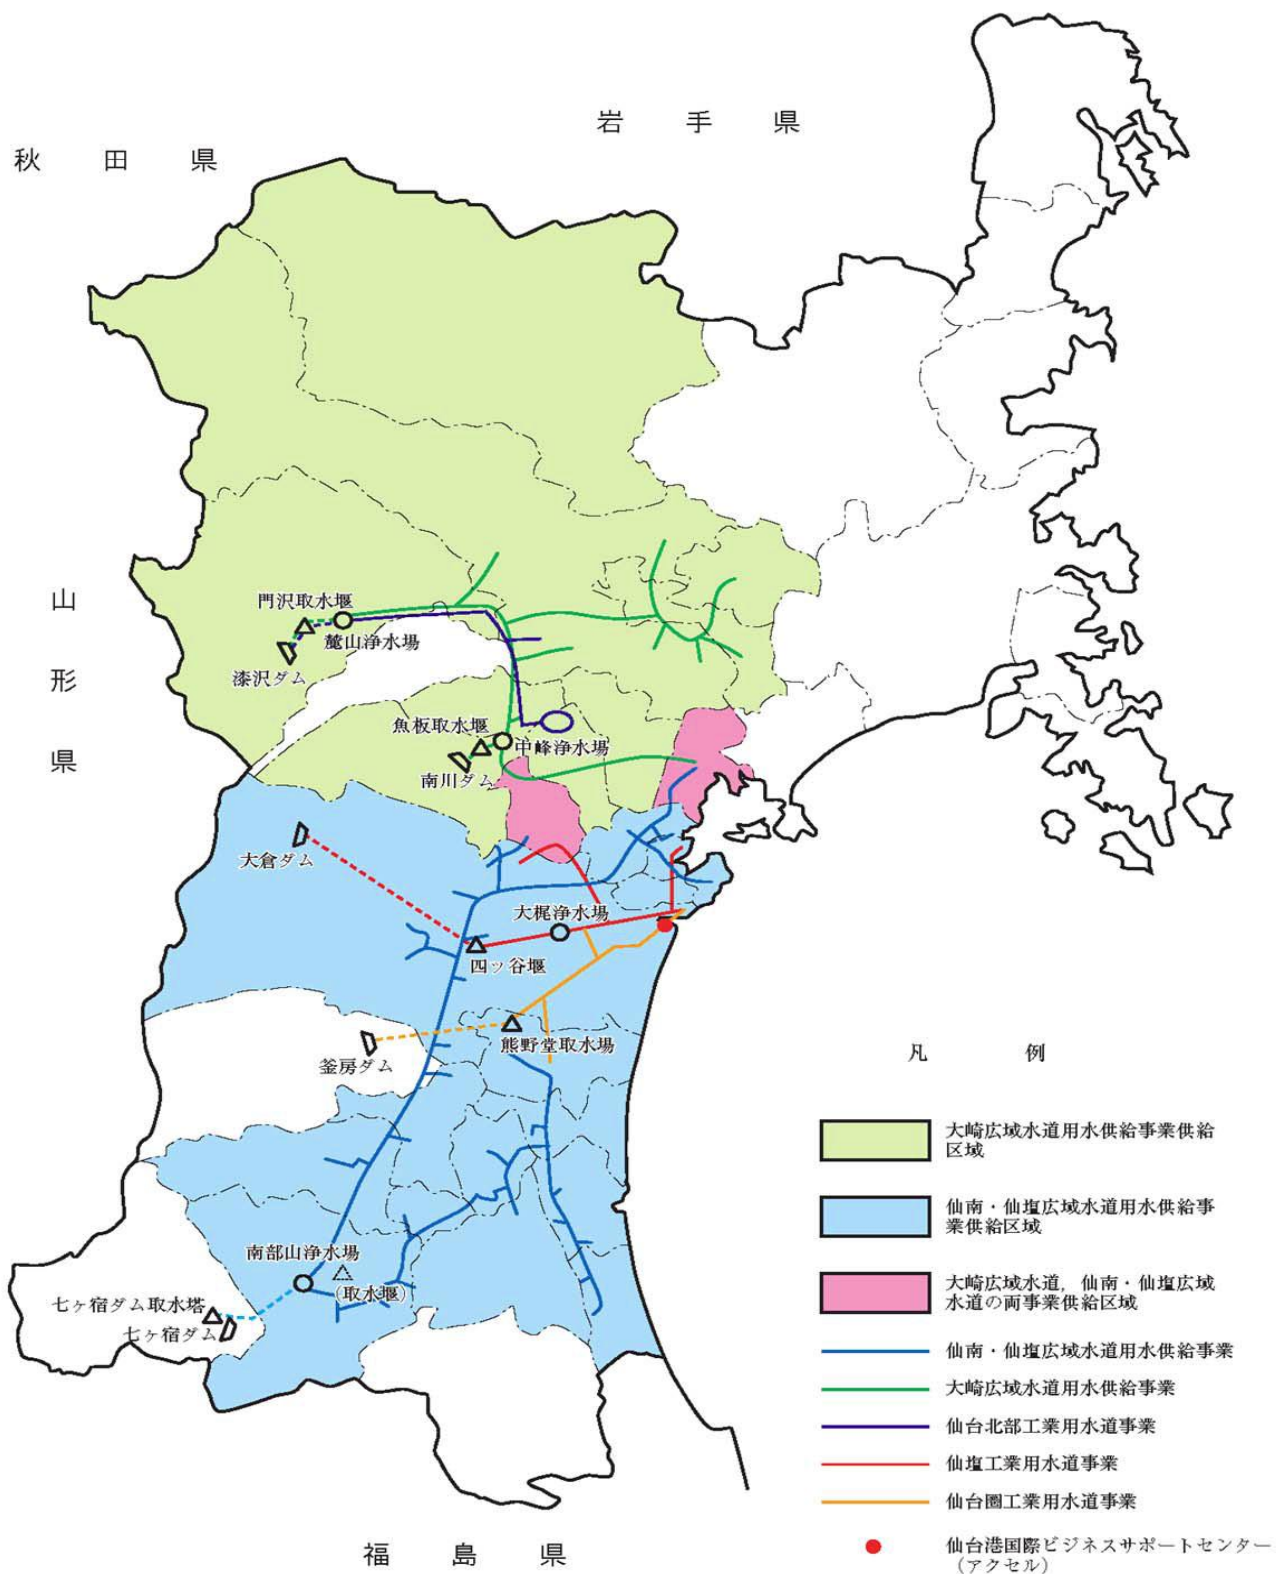 岩手県
秋田県
山形県
門沢取水堰
麓山浄水場
漆沢ダム
魚板取水堰
中峰浄水場
南川ダム
大倉ダム
大梶浄水場
四ッ谷堰
熊野堂取水場
釜房ダム
南部山浄水場
(取水堰)
七ヶ宿ダム取水塔
七ヶ宿ダム
福島県
凡例
大崎広域水道用水供給事業供給
区域
仙南・仙塩広域水道用水供給事
業供給区域
大崎広域水道，仙南・仙塩広域
水道の両事業供給区域
仙南・仙塩広域水道用水供給事業
大崎広域水道用水供給事業
仙台北部工業用水道事業
仙塩工業用水道事業
仙台圏工業用水道事業
仙台港国際ビジネスサポートセンター
（アクセル）